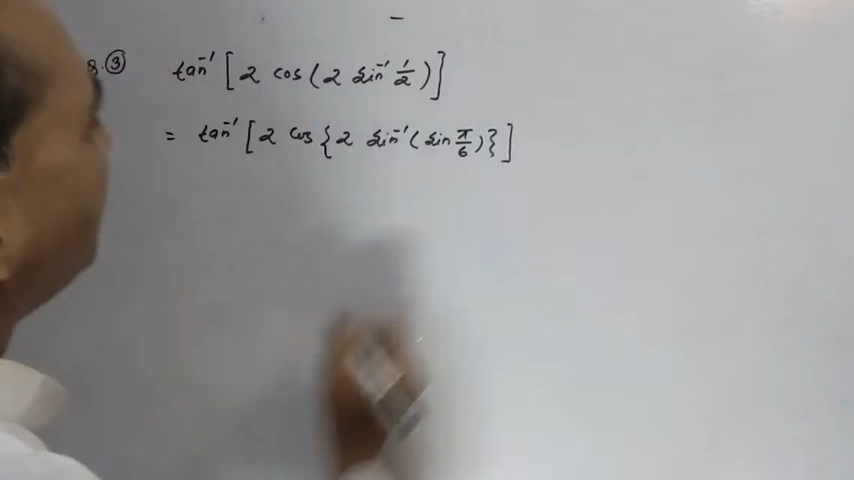 8. ③ tan⁻¹ [ 2 cos ( 2 sin⁻¹ 1/2 ) ]
= tan⁻¹ [ 2 cos { 2 sin⁻¹ ( sin π/6 ) } ]